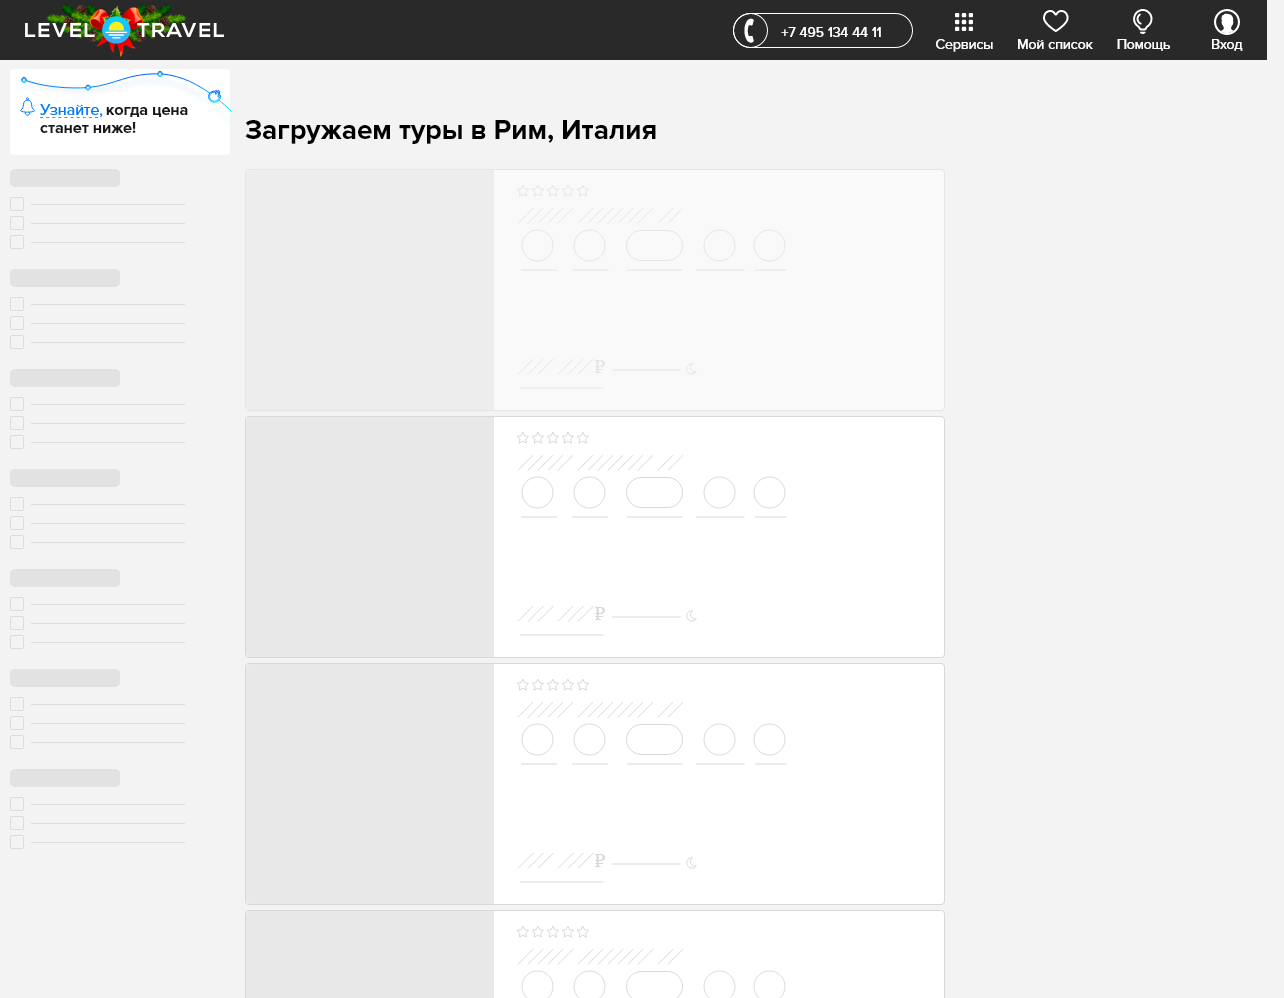 LEVEL TRAVEL
+7 495 134 44 11
Сервисы
Мой список
Помощь
Вход
Узнайте, когда цена
станет ниже!
Загружаем туры в Рим, Италия
₽
₽
₽